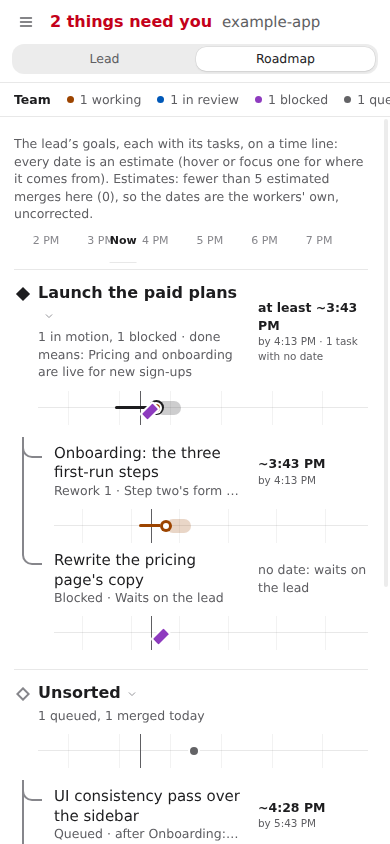 2 things need you example-app
Lead Roadmap
Team 1 working 1 in review 1 blocked 1 que
The lead’s goals, each with its tasks, on a time line:
every date is an estimate (hover or focus one for where
it comes from). Estimates: fewer than 5 estimated
merges here (0), so the dates are the workers' own,
uncorrected.
2 PM 3 PM Now 4 PM 5 PM 6 PM 7 PM
Launch the paid plans
at least ~3:43
PM
by 4:13 PM · 1 task
with no date
1 in motion, 1 blocked · done
means: Pricing and onboarding
are live for new sign-ups
Onboarding: the three
first-run steps
Rework 1 · Step two's form ...
~3:43 PM
by 4:13 PM
Rewrite the pricing
page's copy
Blocked · Waits on the lead
no date: waits on
the lead
Unsorted
1 queued, 1 merged today
UI consistency pass over
the sidebar
Queued · after Onboarding:...
~4:28 PM
by 5:43 PM